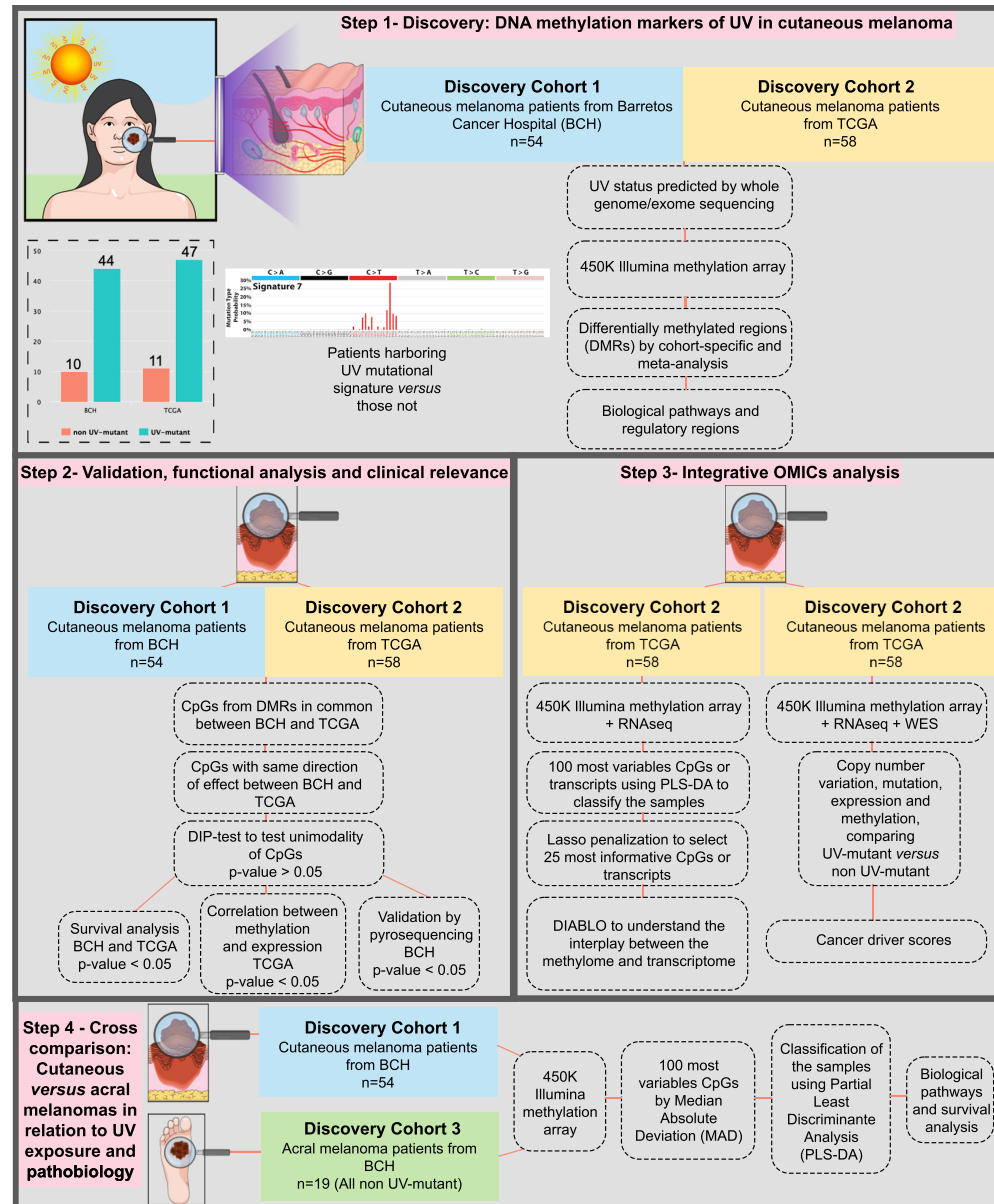 Step 1- Discovery: DNA methylation markers of UV in cutaneous melanoma
UV
Discovery Cohort 1
Cutaneous melanoma patients from Barretos
Cancer Hospital (BCH)
n=54
Discovery Cohort 2
Cutaneous melanoma patients
from TCGA
n=58
UV status predicted by whole
genome/exome sequencing
450K Illumina methylation array
Differentially methylated regions
(DMRs) by cohort-specific and
meta-analysis
Biological pathways and
regulatory regions
50
40
30
20
10
0
10
44
11
47
BCH
TCGA
non UV-mutant
UV-mutant
C > A
C > G
C > T
T > A
T > C
T > G
Signature 7
Mutation Type
Probability
30%
25%
20%
15%
10%
5%
0%
Patients harboring
UV mutational
signature versus
those not
Step 2- Validation, functional analysis and clinical relevance
Discovery Cohort 1
Cutaneous melanoma patients
from BCH
n=54
Discovery Cohort 2
Cutaneous melanoma patients
from TCGA
n=58
CpGs from DMRs in common
between BCH and TCGA
CpGs with same direction
of effect between BCH and
TCGA
DIP-test to test unimodality
of CpGs
p-value > 0.05
Survival analysis
BCH and TCGA
p-value < 0.05
Correlation between
methylation
and expression
TCGA
p-value < 0.05
Validation by
pyrosequencing
BCH
p-value < 0.05
Step 3- Integrative OMICs analysis
Discovery Cohort 2
Cutaneous melanoma patients
from TCGA
n=58
Discovery Cohort 2
Cutaneous melanoma patients
from TCGA
n=58
450K Illumina methylation array
+ RNAseq
100 most variables CpGs or
transcripts using PLS-DA to
classify the samples
Lasso penalization to select
25 most informative CpGs or
transcripts
DIABLO to understand the
interplay between the
methylome and transcriptome
450K Illumina methylation array
+ RNAseq + WES
Copy number
variation, mutation,
expression and
methylation,
comparing
UV-mutant versus
non UV-mutant
Cancer driver scores
Step 4 - Cross
comparison:
Cutaneous
versus acral
melanomas in
relation to UV
exposure and
pathobiology
Discovery Cohort 1
Cutaneous melanoma patients
from BCH
n=54
Discovery Cohort 3
Acral melanoma patients from
BCH
n=19 (All non UV-mutant)
450K
Illumina
methylation
array
100 most
variables CpGs
by Median
Absolute
Deviation (MAD)
Classification of
the samples
using Partial
Least
Discriminante
Analysis
(PLS-DA)
Biological
pathways
and survival
analysis